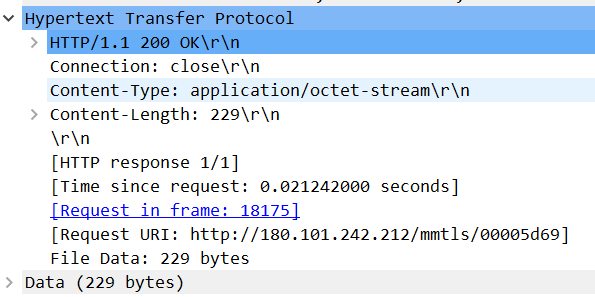 Hypertext Transfer Protocol
HTTP/1.1 200 OK\r\n
Connection: close\r\n
Content-Type: application/octet-stream\r\n
Content-Length: 229\r\n
\r\n
[HTTP response 1/1]
[Time since request: 0.021242000 seconds]
[Request in frame: 18175]
[Request URI: http://180.101.242.212/mmtls/00005d69]
File Data: 229 bytes
Data (229 bytes)